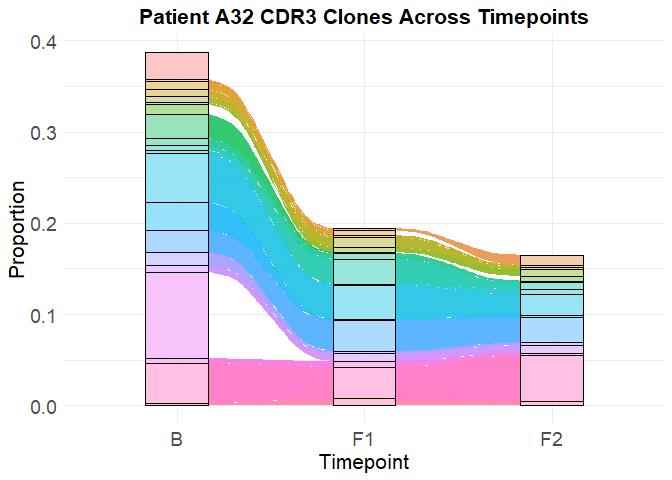 Patient A32 CDR3 Clones Across Timepoints
Proportion
0.4
0.3
0.2
0.1
0.0
B
F1
F2
Timepoint